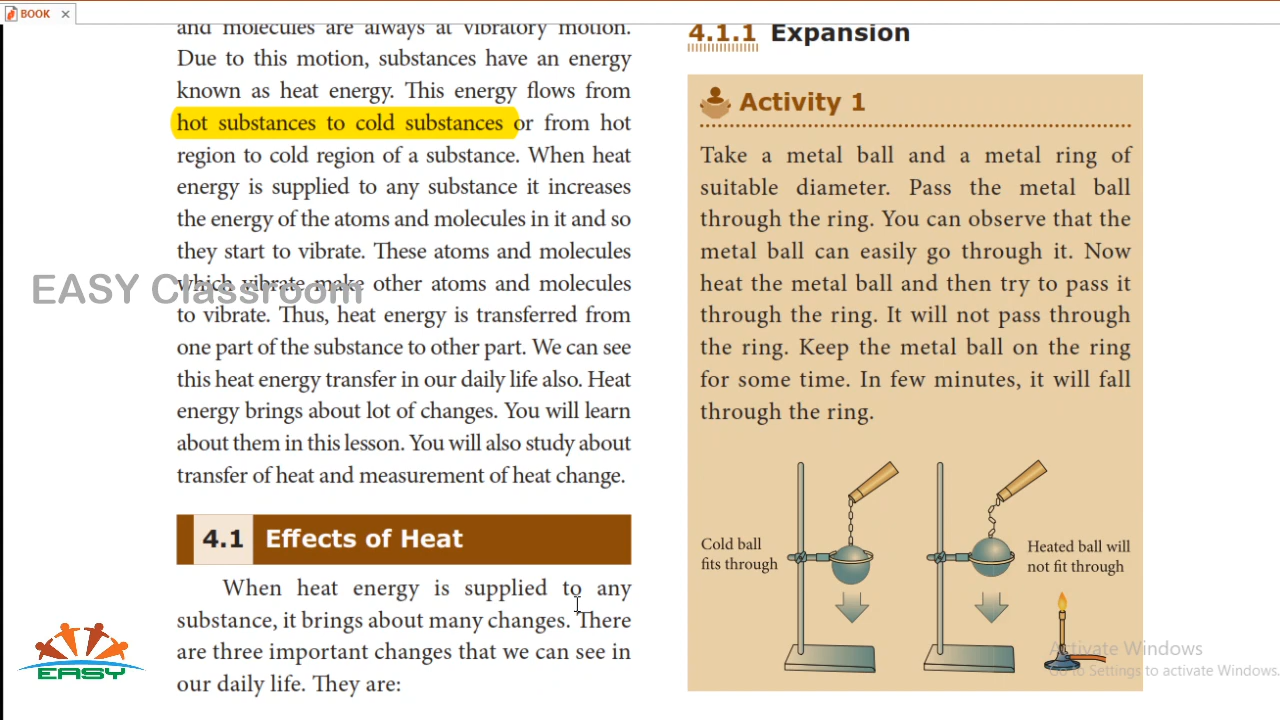 BOOK
and molecules are always at vibratory motion.
Due to this motion, substances have an energy
known as heat energy. This energy flows from
hot substances to cold substances or from hot
region to cold region of a substance. When heat
energy is supplied to any substance it increases
the energy of the atoms and molecules in it and so
they start to vibrate. These atoms and molecules
which vibrate make other atoms and molecules
to vibrate. Thus, heat energy is transferred from
one part of the substance to other part. We can see
this heat energy transfer in our daily life also. Heat
energy brings about lot of changes. You will learn
about them in this lesson. You will also study about
transfer of heat and measurement of heat change.
4.1 Effects of Heat
When heat energy is supplied to any
substance, it brings about many changes. There
are three important changes that we can see in
our daily life. They are:
4.1.1 Expansion
Activity 1
Take a metal ball and a metal ring of
suitable diameter. Pass the metal ball
through the ring. You can observe that the
metal ball can easily go through it. Now
heat the metal ball and then try to pass it
through the ring. It will not pass through
the ring. Keep the metal ball on the ring
for some time. In few minutes, it will fall
through the ring.
Cold ball
fits through
Heated ball will
not fit through
EASY Classroom
EASY
Activate Windows
Go to Settings to activate Windows.